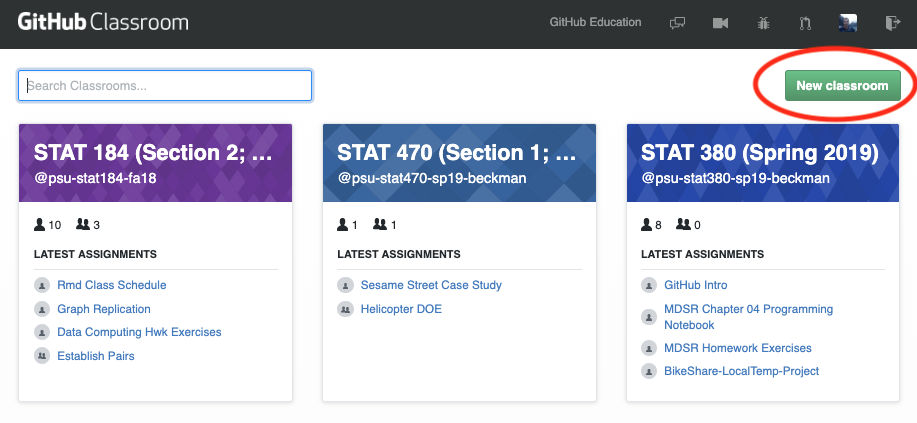 GitHub Classroom
GitHub Education
Search Classrooms...
New classroom
STAT 184 (Section 2; ...
@psu-stat184-fa18
10 3
LATEST ASSIGNMENTS
Rmd Class Schedule
Graph Replication
Data Computing Hwk Exercises
Establish Pairs
STAT 470 (Section 1; ...
@psu-stat470-sp19-beckman
1 1
LATEST ASSIGNMENTS
Sesame Street Case Study
Helicopter DOE
STAT 380 (Spring 2019)
@psu-stat380-sp19-beckman
8 0
LATEST ASSIGNMENTS
GitHub Intro
MDSR Chapter 04 Programming
Notebook
MDSR Homework Exercises
BikeShare-LocalTemp-Project